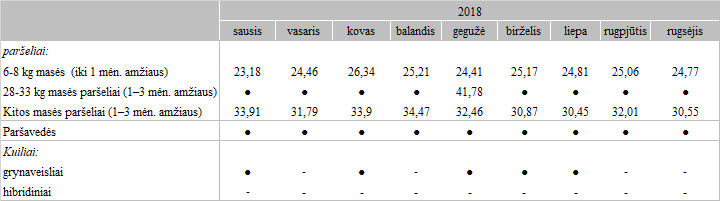 2018
sausis vasaris kovas balandis gegužė birželis liepa rugpjūtis rugsėjis
paršeliai:
6-8 kg masės (iki 1 mėn. amžiaus) 23,18 24,46 26,34 25,21 24,41 25,17 24,81 25,06 24,77
28-33 kg masės paršeliai (1–3 mėn. amžiaus) ● ● ● ● 41,78 ● ● ● ●
Kitos masės paršeliai (1–3 mėn. amžiaus) 33,91 31,79 33,9 34,47 32,46 30,87 30,45 32,01 30,55
Paršavedės ● ● ● ● ● ● ● ● ●
Kuiliai:
grynaveisliai ● - ● - ● ● ● - -
hibridiniai - - - - - - - - -